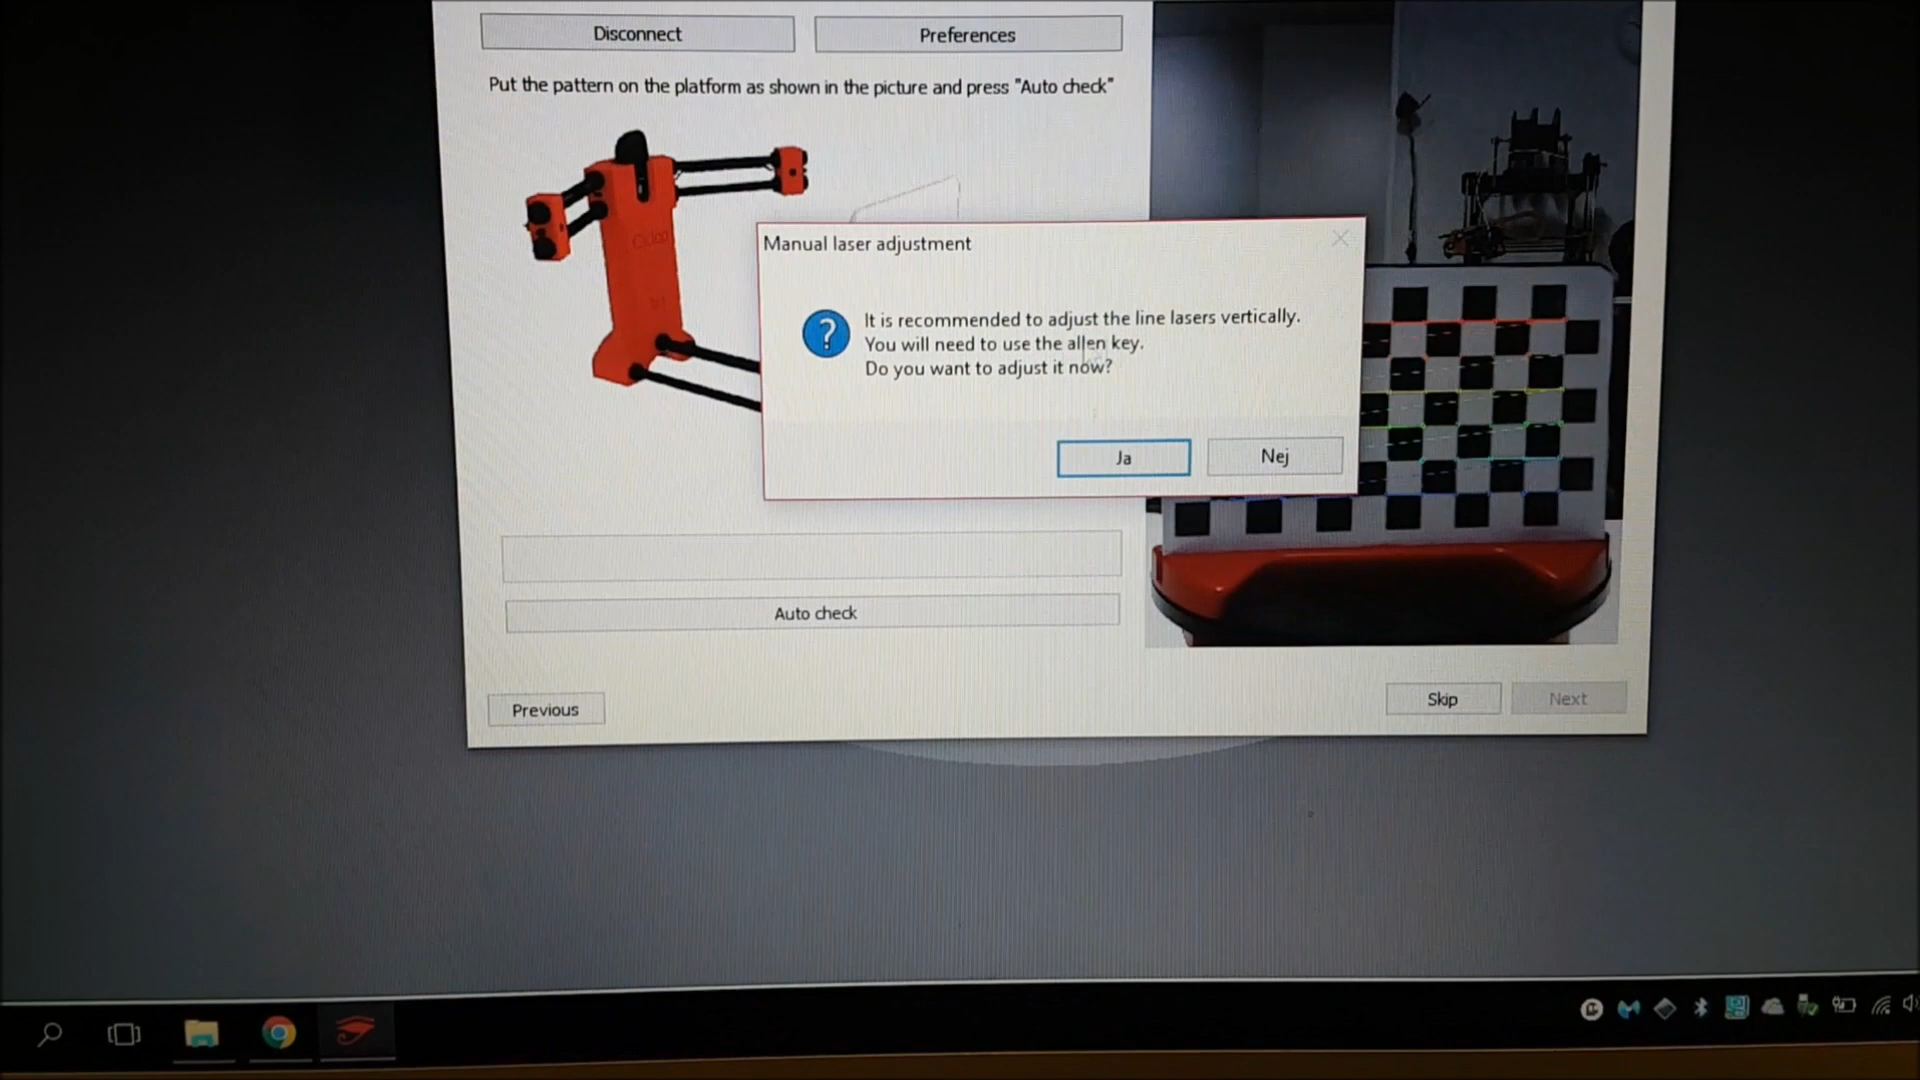 Disconnect
Preferences
Put the pattern on the platform as shown in the picture and press "Auto check"
Ciclop
Manual laser adjustment
It is recommended to adjust the line lasers vertically.
You will need to use the allen key.
Do you want to adjust it now?
Ja
Nej
Auto check
Previous
Skip
Next